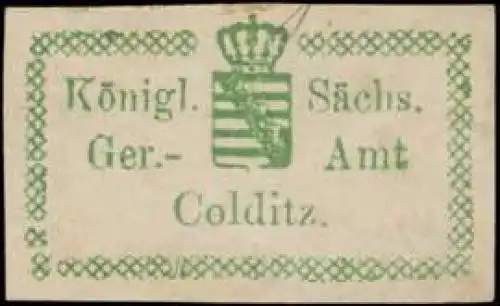 Königl. Sächs.
Ger.- Amt
Colditz.